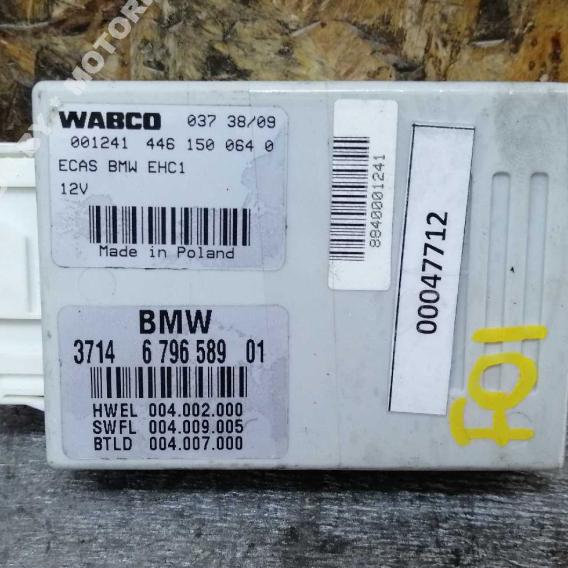 WABCO 037 38/09
001241 446 150 064 0
ECAS BMW EHC1
12V
Made in Poland
8840001241
00047712
BMW
3714 6 796 589 01
HWEL 004.002.000
SWFL 004.009.005
BTLD 004.007.000
F01
MOTOR